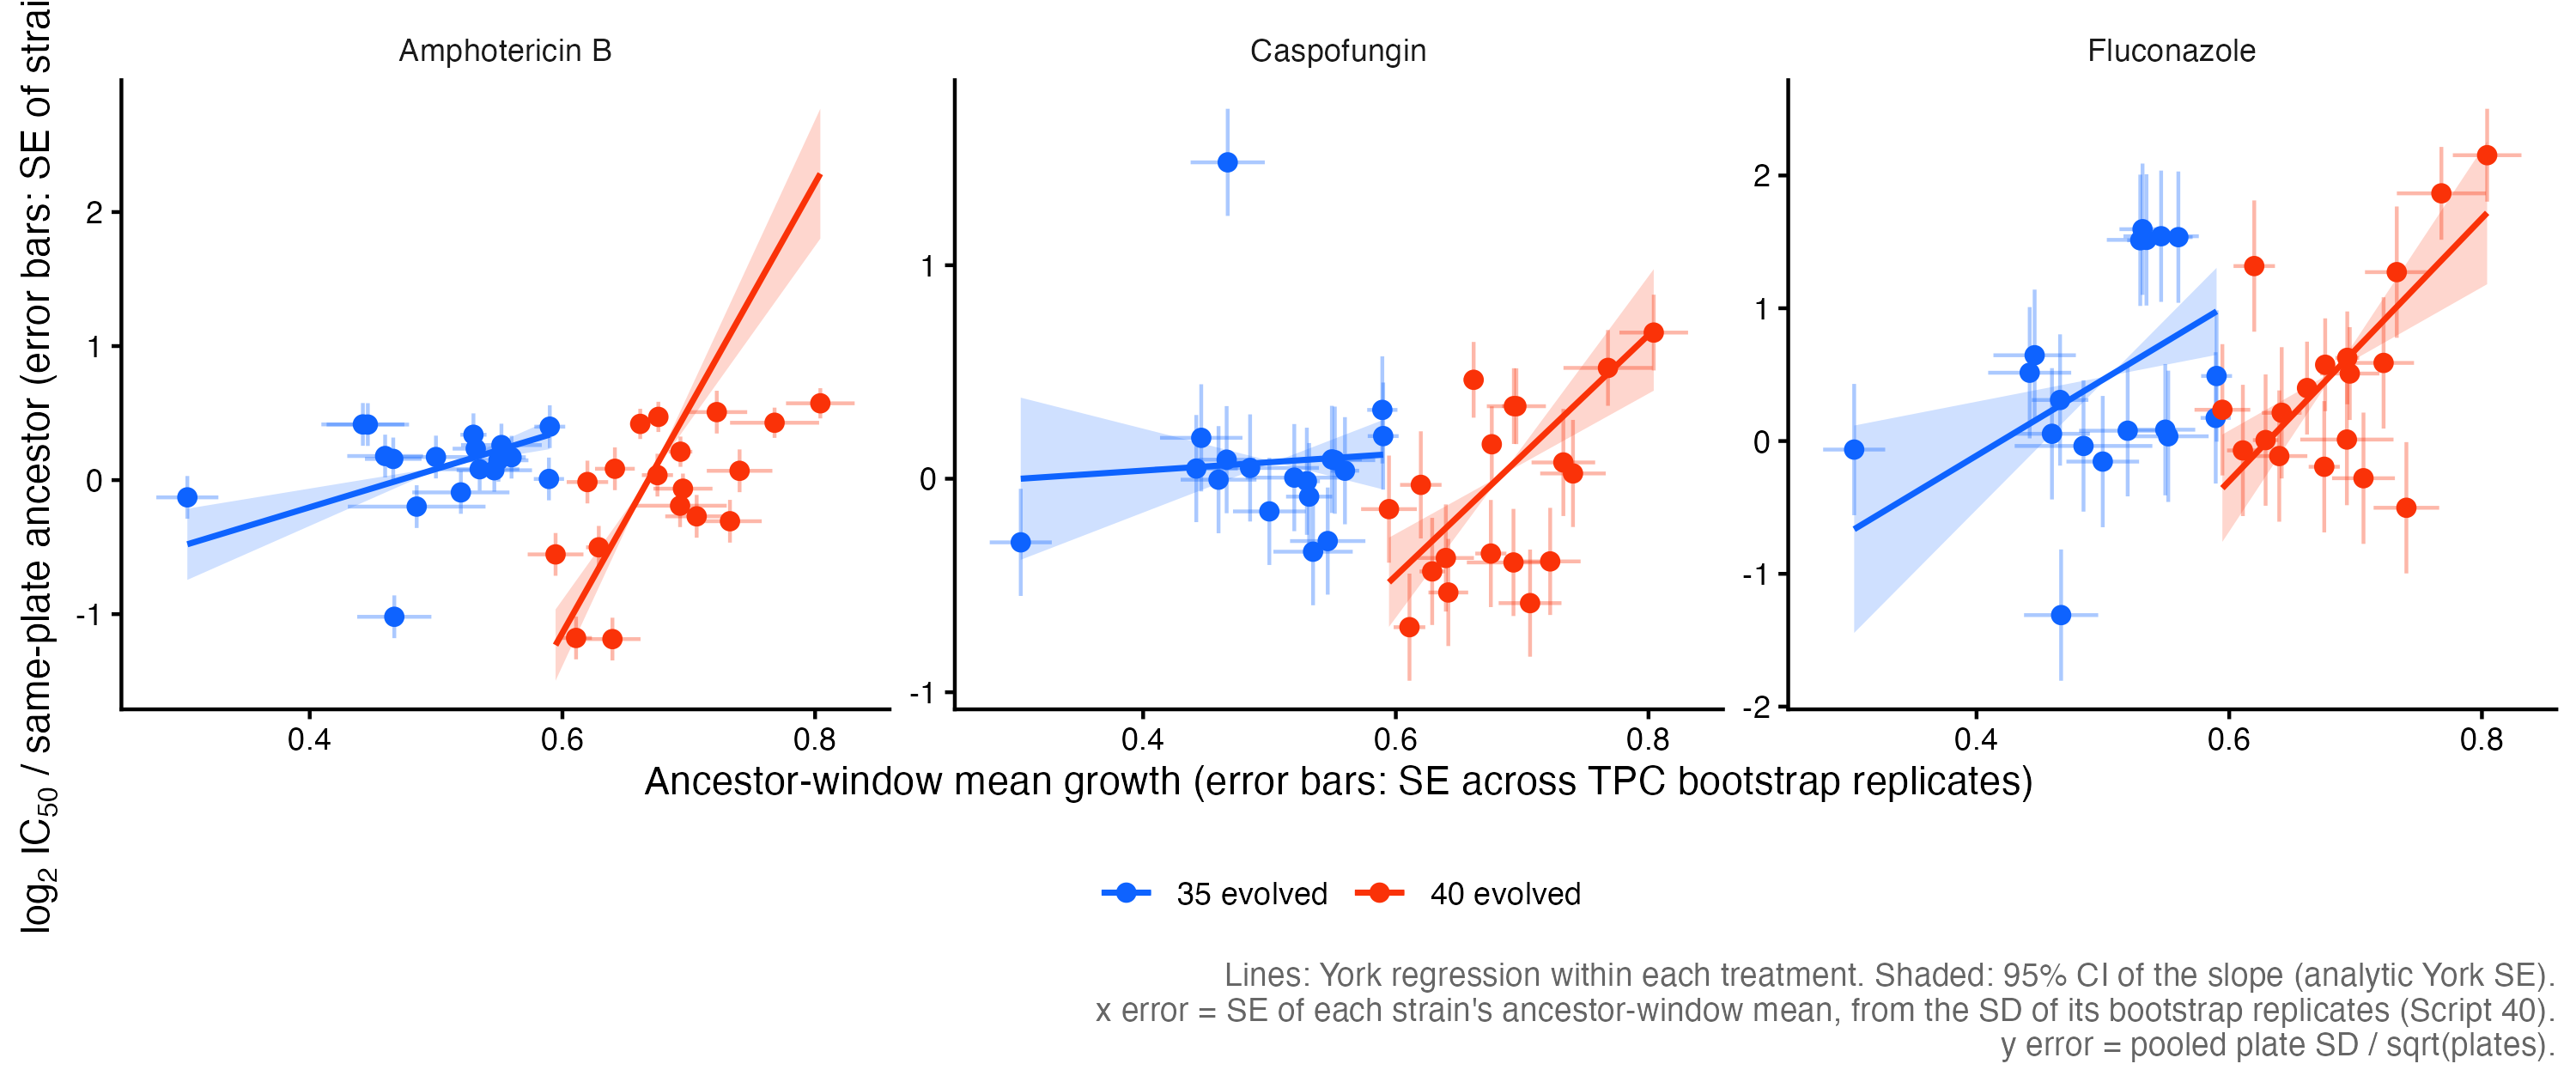 Amphotericin B
Caspofungin
Fluconazole
log₂ IC₅₀ / same-plate ancestor (error bars: SE of
2
1
0
-1
1
0
-1
2
1
0
-1
-2
0.4 0.6 0.8
0.4 0.6 0.8
0.4 0.6 0.8
Ancestor-window mean growth (error bars: SE across TPC bootstrap replicates)
35 evolved
40 evolved
Lines: York regression within each treatment. Shaded: 95% CI of the slope (analytic York SE).
x error = SE of each strain's ancestor-window mean, from the SD of its bootstrap replicates (Script 40).
y error = pooled plate SD / sqrt(plates).